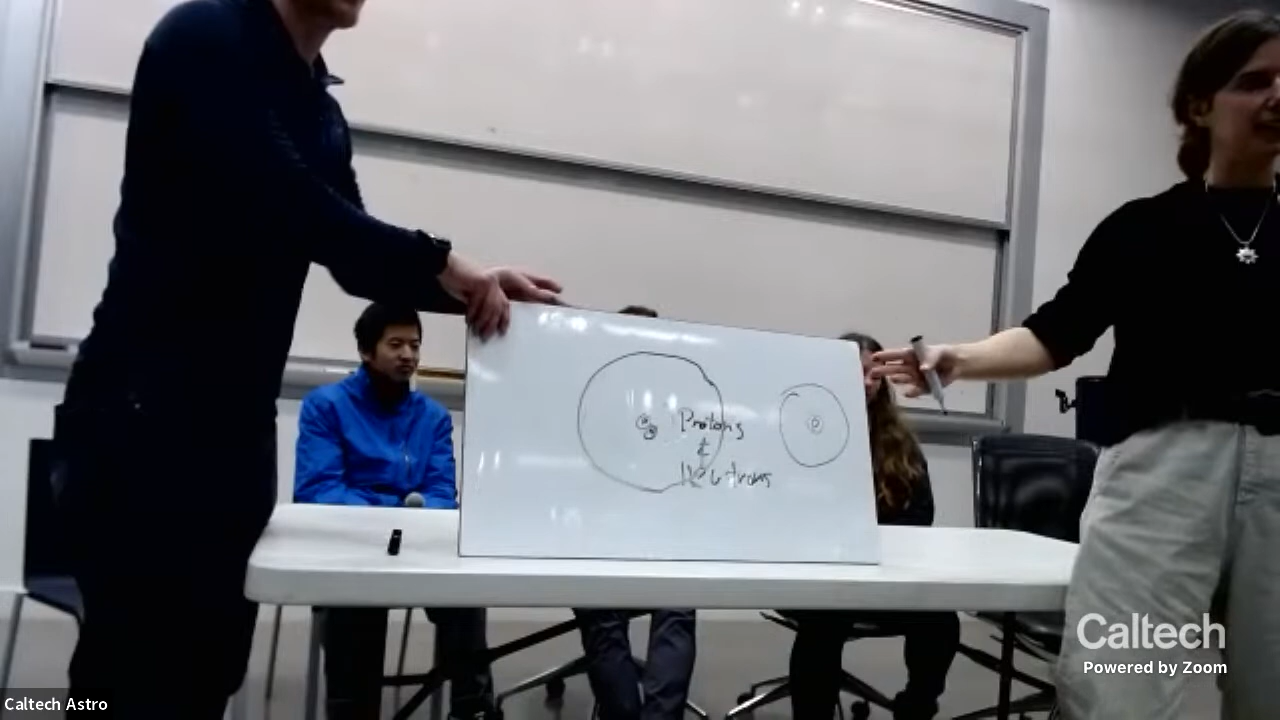 Protons
&
Neutrons
P
Caltech
Powered by Zoom
Caltech Astro